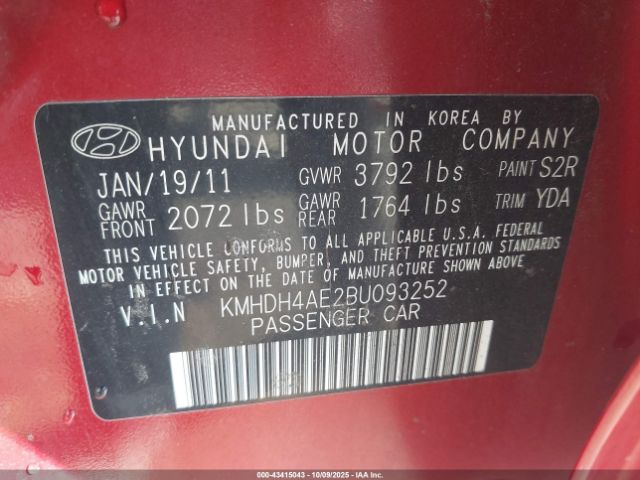 MANUFACTURED IN KOREA BY
HYUNDAI MOTOR COMPANY
JAN/19/11 GVWR 3792 lbs PAINT S2R
GAWR FRONT 2072 lbs GAWR REAR 1764 lbs TRIM YDA
THIS VEHICLE CONFORMS TO ALL APPLICABLE U.S.A. FEDERAL
MOTOR VEHICLE SAFETY, BUMPER, AND THEFT PREVENTION STANDARDS
IN EFFECT ON THE DATE OF MANUFACTURE SHOWN ABOVE
V.I.N KMHDH4AE2BU093252
PASSENGER CAR
000-43415043 - 10/09/2025 - IAA Inc.